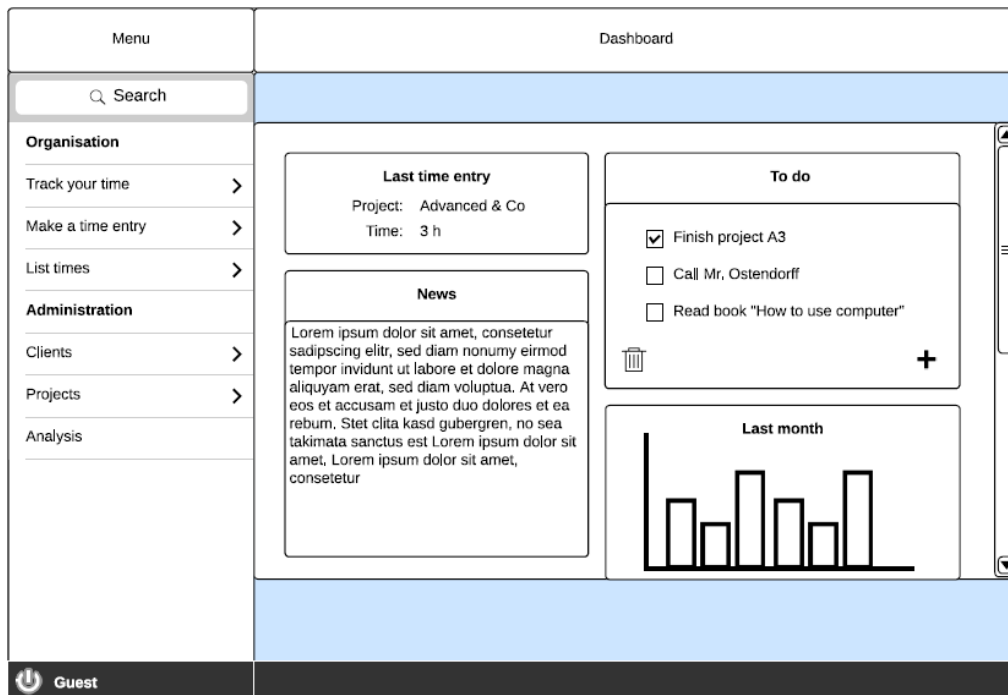 Menu
Dashboard
Search
Organisation
Track your time
Make a time entry
List times
Administration
Clients
Projects
Analysis
Last time entry
Project: Advanced & Co
Time: 3 h
News
Lorem ipsum dolor sit amet, consetetur
sadipscing elitr, sed diam nonumy eirmod
tempor invidunt ut labore et dolore magna
aliquyam erat, sed diam voluptua. At vero
eos et accusam et justo duo dolores et ea
rebum. Stet clita kasd gubergren, no sea
takimata sanctus est Lorem ipsum dolor sit
amet, Lorem ipsum dolor sit amet,
consetetur
To do
Finish project A3
Call Mr, Ostendorff
Read book "How to use computer"
Last month
Guest